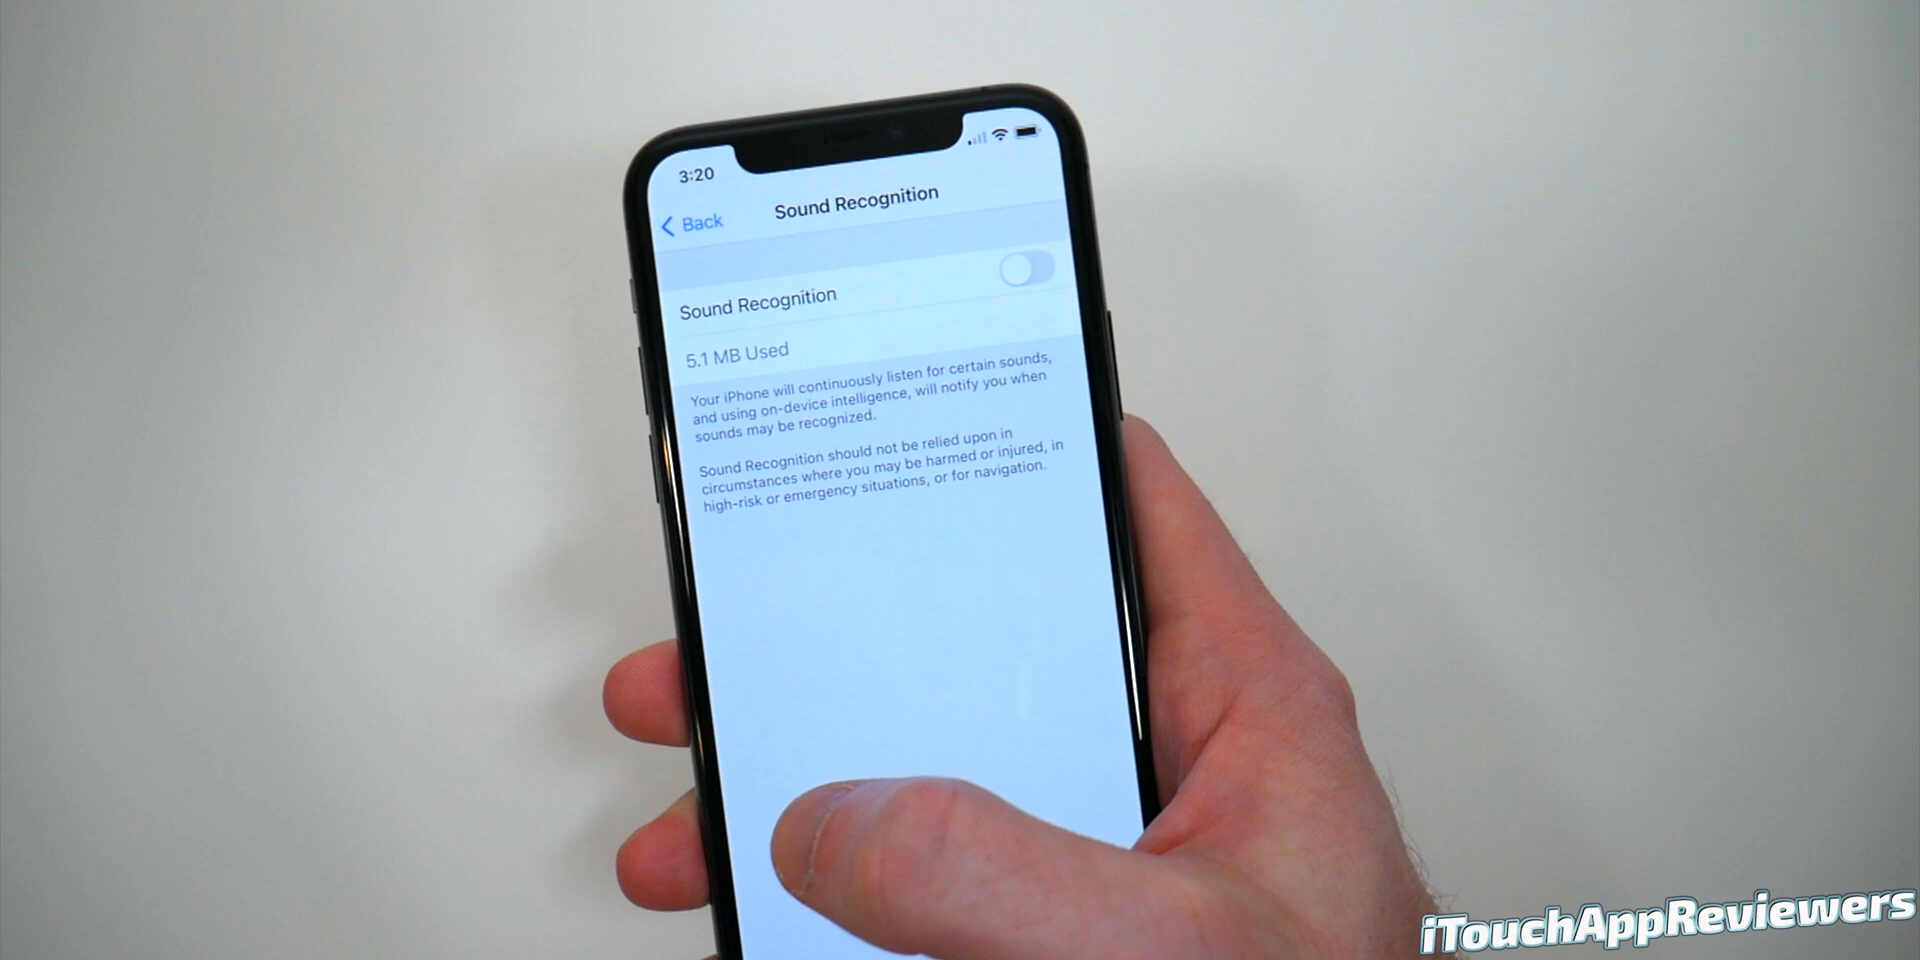 3:20
Back
Sound Recognition
Sound Recognition
5.1 MB Used
Your iPhone will continuously listen for certain sounds,
and using on-device intelligence, will notify you when
sounds may be recognized.
Sound Recognition should not be relied upon in
circumstances where you may be harmed or injured, in
high-risk or emergency situations, or for navigation.
iTouchAppReviewers